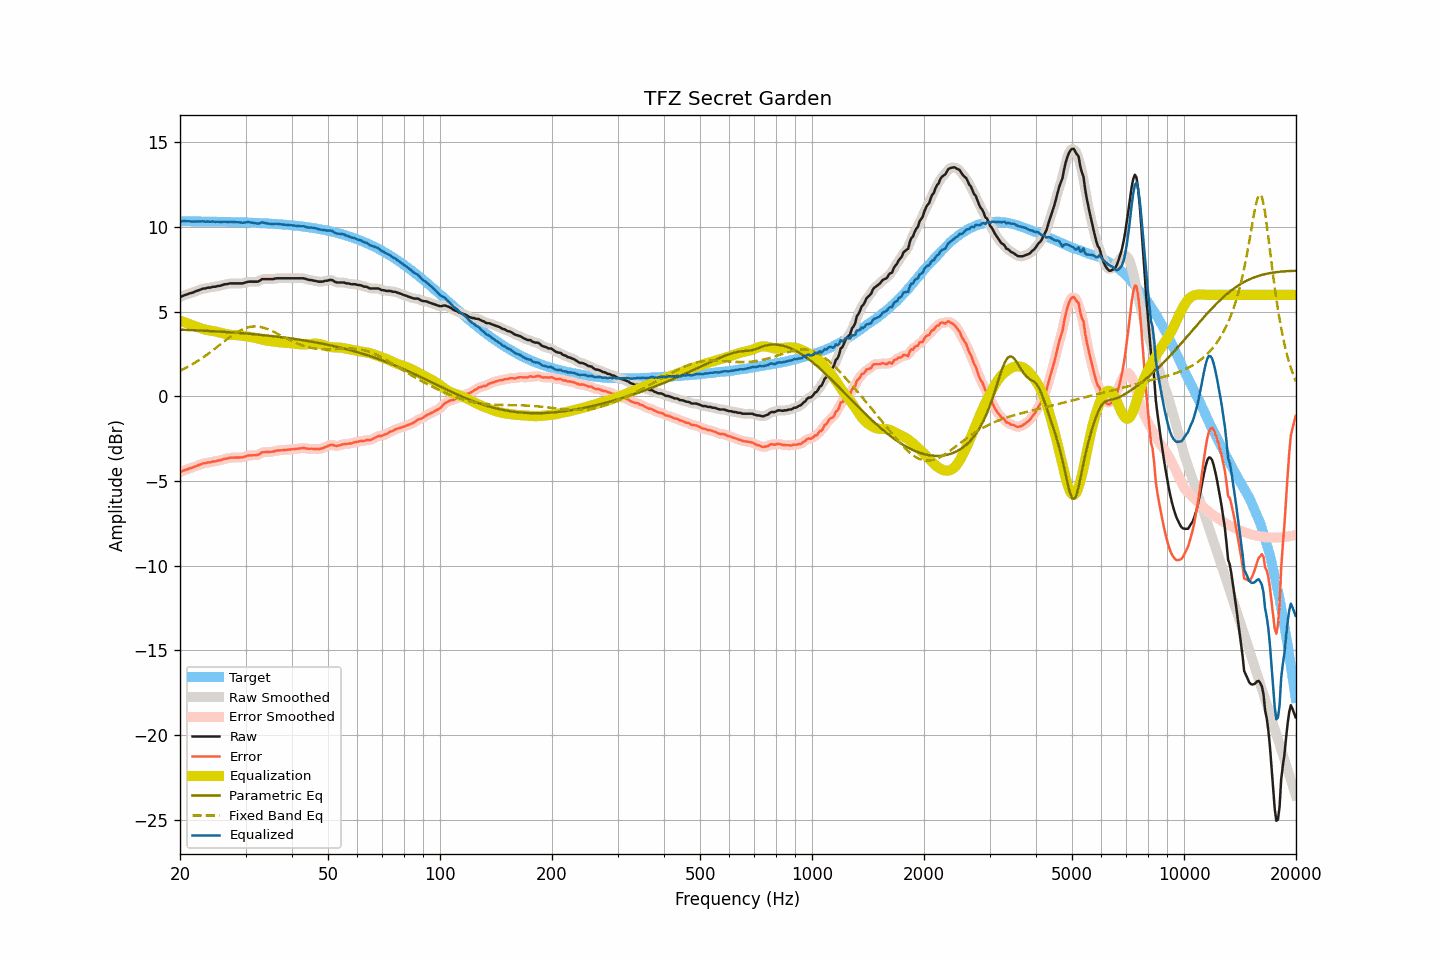 TFZ Secret Garden
15
10
5
0
−5
−10
−15
−20
−25
Amplitude (dBr)
Target
Raw Smoothed
Error Smoothed
Raw
Error
Equalization
Parametric Eq
Fixed Band Eq
Equalized
20 50 100 200 500 1000 2000 5000 10000 20000
Frequency (Hz)